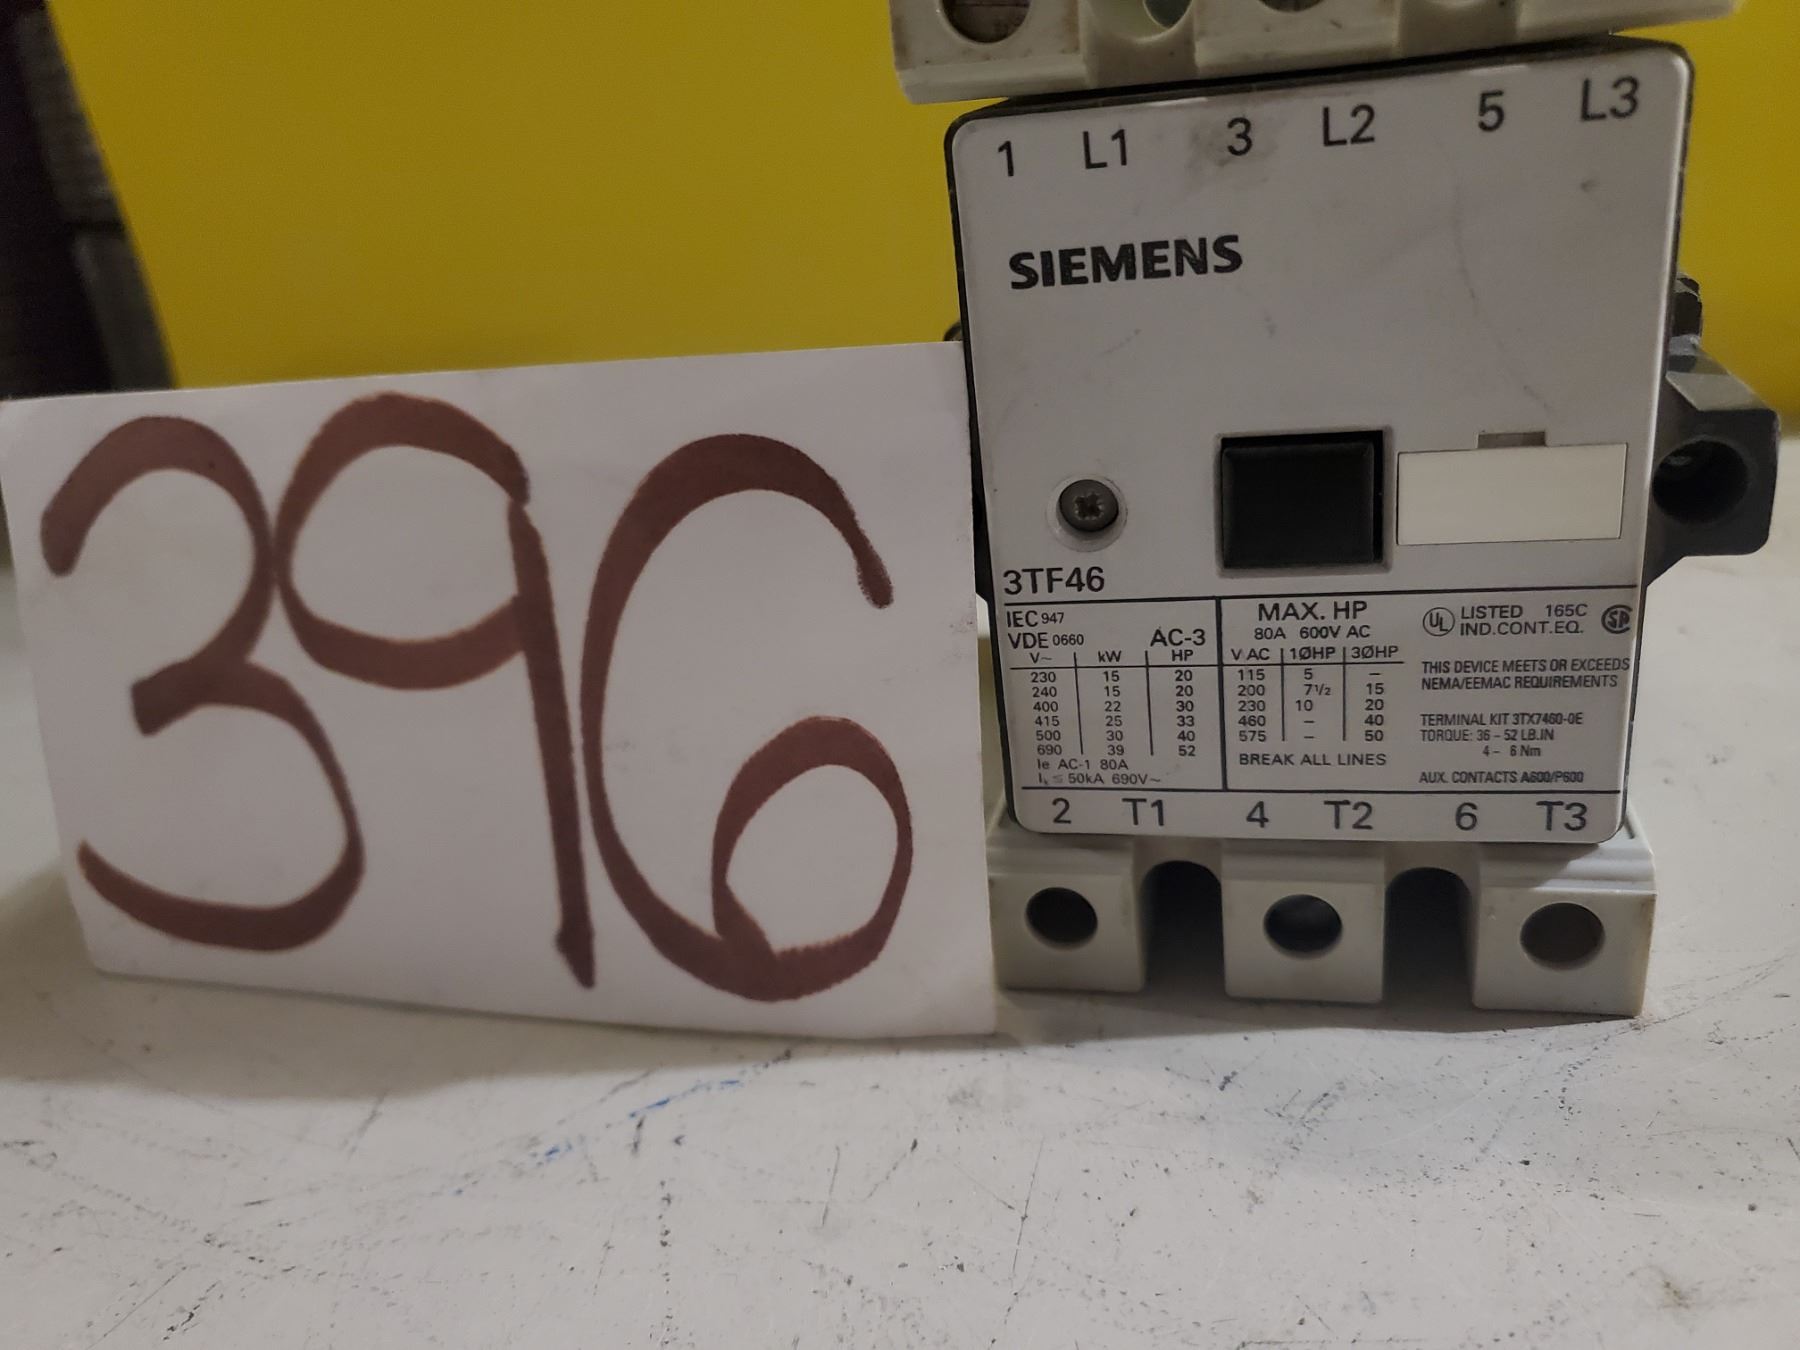 396
1 L1 3 L2 5 L3
SIEMENS
3TF46
IEC 947
VDE 0660 AC-3
V~ kW HP
230 15 20
240 15 20
400 22 30
415 25 33
500 30 40
690 39 52
Ie AC-1 80A
Ik ≤ 50kA 690V~
MAX. HP
80A 600V AC
V AC 1ØHP 3ØHP
115 5 –
200 7 1/2 15
230 10 20
460 – 40
575 – 50
BREAK ALL LINES
UL LISTED 165C
IND.CONT.EQ.
THIS DEVICE MEETS OR EXCEEDS
NEMA/EEMAC REQUIREMENTS
TERMINAL KIT 3TX7460-0E
TORQUE: 36 – 52 LB.IN
4 – 6 Nm
AUX. CONTACTS A600/P600
2 T1 4 T2 6 T3